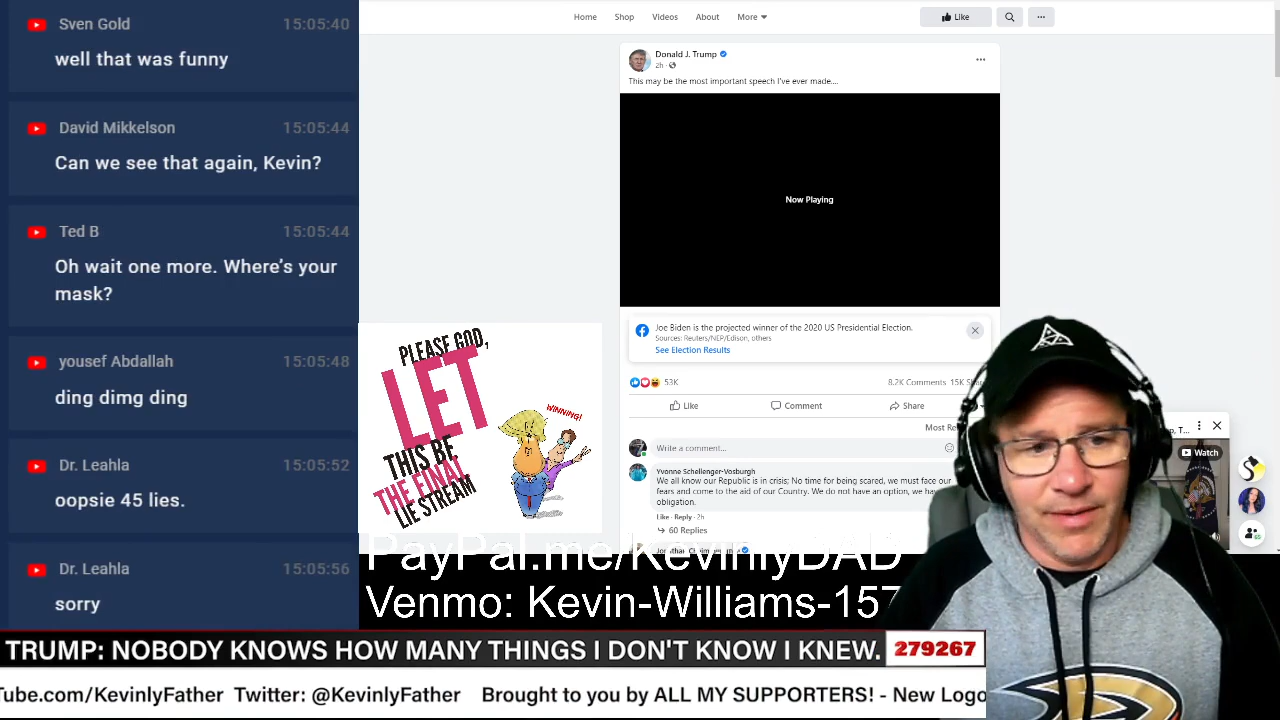 Sven Gold 15:05:40
well that was funny
David Mikkelson 15:05:44
Can we see that again, Kevin?
Ted B 15:05:44
Oh wait one more. Where's your
mask?
yousef Abdallah 15:05:48
ding dimg ding
Dr. Leahla 15:05:52
oopsie 45 lies.
Dr. Leahla 15:05:56
sorry
Home Shop Videos About More Like
Donald J. Trump
2h
This may be the most important speech I've ever made....
Now Playing
Joe Biden is the projected winner of the 2020 US Presidential Election.
Sources: Reuters/NEP/Edison, others
See Election Results
53K 8.2K Comments 15K
Like Comment Share
Most
Write a comment...
Yvonne Schellenger-Vosburgh
We all know our Republic is in crisis; No time for being scared, we must face our
fears and come to the aid of our Country. We do not have an option, we
obligation.
Like · Reply · 2h
60 Replies
Watch
PLEASE GOD,
LET
THIS BE
THE FINAL
LIE STREAM
WINNING!
PayPal.me/KevinlyDAD
Venmo: Kevin-Williams-157
TRUMP: NOBODY KNOWS HOW MANY THINGS I DON'T KNOW I KNEW. 279267
Tube.com/KevinlyFather Twitter: @KevinlyFather Brought to you by ALL MY SUPPORTERS! - New Logo